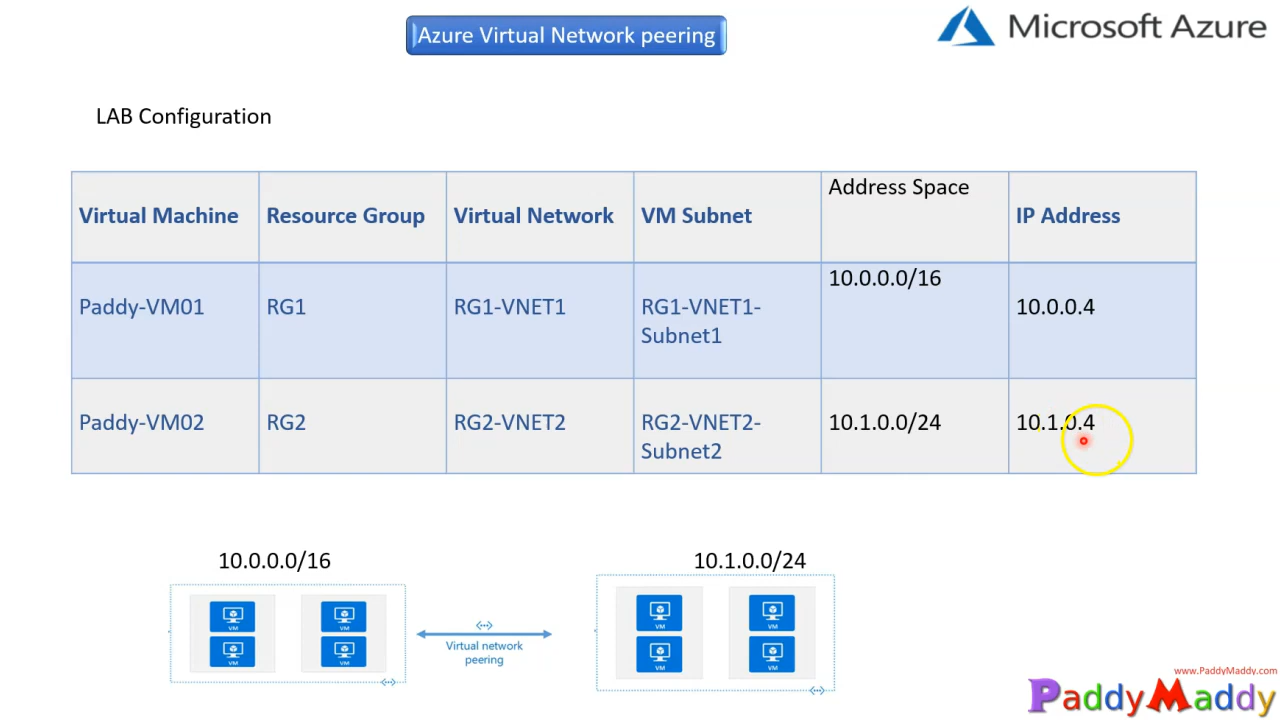 Azure Virtual Network peering
Microsoft Azure
LAB Configuration
Virtual Machine
Resource Group
Virtual Network
VM Subnet
Address Space
IP Address
Paddy-VM01
RG1
RG1-VNET1
RG1-VNET1-
Subnet1
10.0.0.0/16
10.0.0.4
Paddy-VM02
RG2
RG2-VNET2
RG2-VNET2-
Subnet2
10.1.0.0/24
10.1.0.4
10.0.0.0/16
10.1.0.0/24
VM
VM
VM
VM
Virtual network
peering
VM
VM
VM
VM
www.PaddyMaddy.com
PaddyMaddy